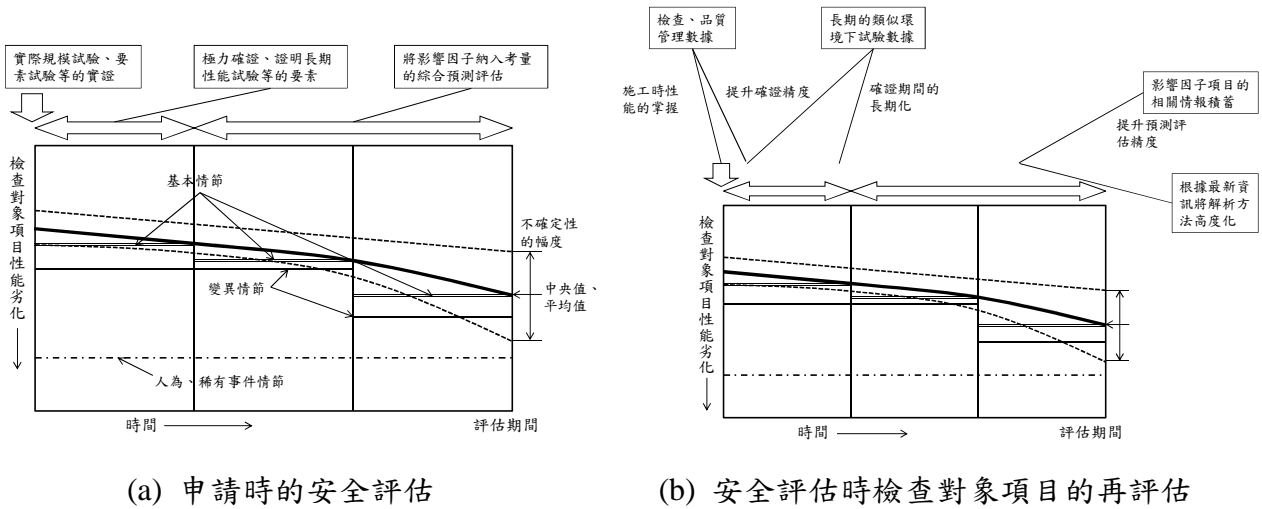 實際規模試驗、要
素試驗等的實證
極力確證、證明長期
性能試驗等的要素
將影響因子納入考量
的綜合預測評估
檢查對象項目性能劣化
基本情節
變異情節
人為、稀有事件情節
不確定性
的幅度
中央值、
平均值
時間
評估期間
(a) 申請時的安全評估
檢查、品質
管理數據
長期的類似環
境下試驗數據
施工時性
能的掌握
提升確證精度
確證期間的
長期化
影響因子項目的
相關情報積蓄
提升預測評
估精度
根據最新資
訊將解析方
法高度化
檢查對象項目性能劣化
時間
評估期間
(b) 安全評估時檢查對象項目的再評估